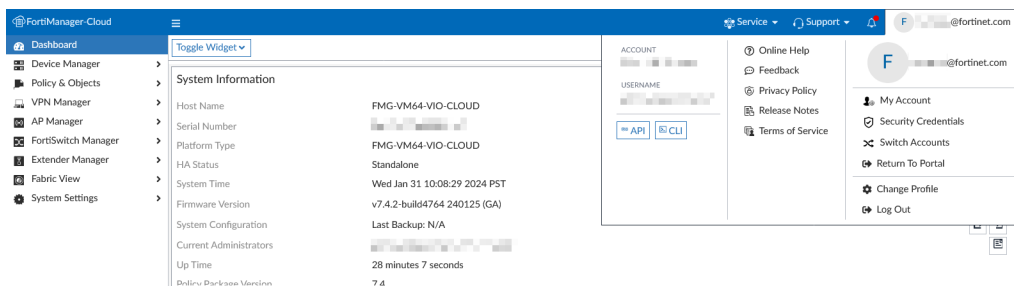 FortiManager-Cloud
Service
Support
F
@fortinet.com
Dashboard
Device Manager
Policy & Objects
VPN Manager
AP Manager
FortiSwitch Manager
Extender Manager
Fabric View
System Settings
Toggle Widget
System Information
Host Name FMG-VM64-VIO-CLOUD
Serial Number
Platform Type FMG-VM64-VIO-CLOUD
HA Status Standalone
System Time Wed Jan 31 10:08:29 2024 PST
Firmware Version v7.4.2-build4764 240125 (GA)
System Configuration Last Backup: N/A
Current Administrators
Up Time 28 minutes 7 seconds
Policy Package Version 7.4
ACCOUNT
USERNAME
API CLI
Online Help
Feedback
Privacy Policy
Release Notes
Terms of Service
F
@fortinet.com
My Account
Security Credentials
Switch Accounts
Return To Portal
Change Profile
Log Out